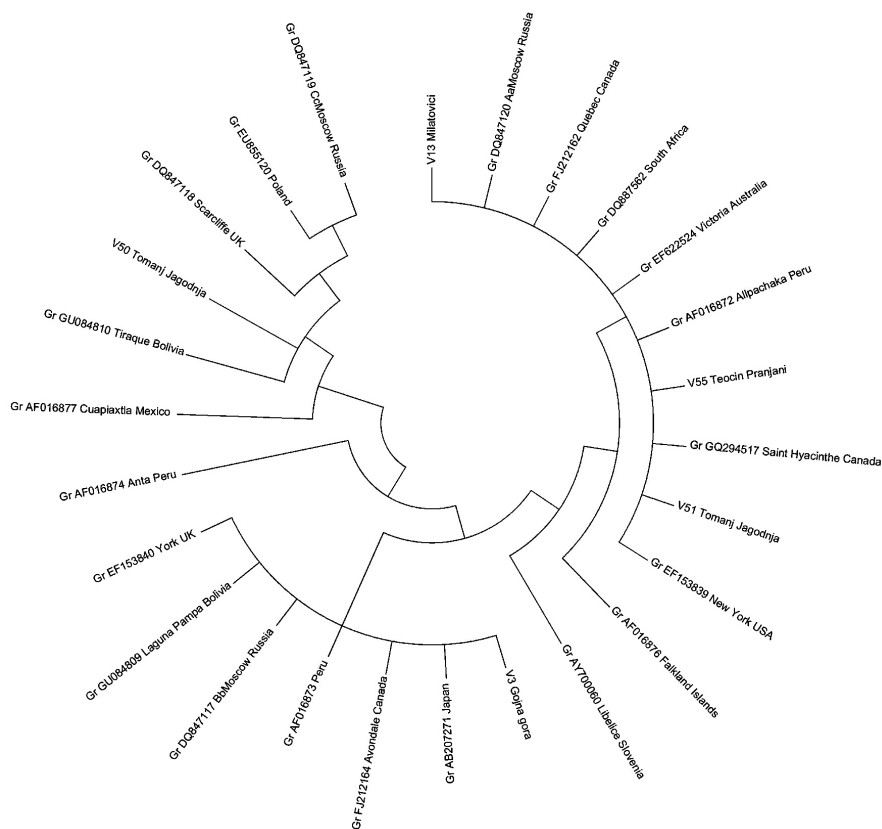 V13 Milatovici
Gr DQ847120 AaMoscow Russia
Gr FJ212162 Quebec Canada
Gr DQ887562 South Africa
Gr EF622524 Victoria Australia
Gr AF016872 Allpachaka Peru
V55 Teocin Pranjani
Gr GQ294517 Saint Hyacinthe Canada
V51 Tomanj Jagodnja
Gr EF153839 New York USA
Gr AF016876 Falkland Islands
Gr AY700060 Libelice Slovenia
V3 Gojna gora
Gr AB207271 Japan
Gr FJ212164 Avondale Canada
Gr AF016873 Peru
Gr DQ847117 BbMoscow Russia
Gr GU084809 Laguna Pampa Bolivia
Gr EF153840 York UK
Gr AF016874 Anta Peru
Gr AF016877 Cuapiaxtla Mexico
Gr GU084810 Tiraque Bolivia
V50 Tomanj Jagodnja
Gr DQ847118 Scarcliffe UK
Gr EU855120 Poland
Gr DQ847119 CcMoscow Russia